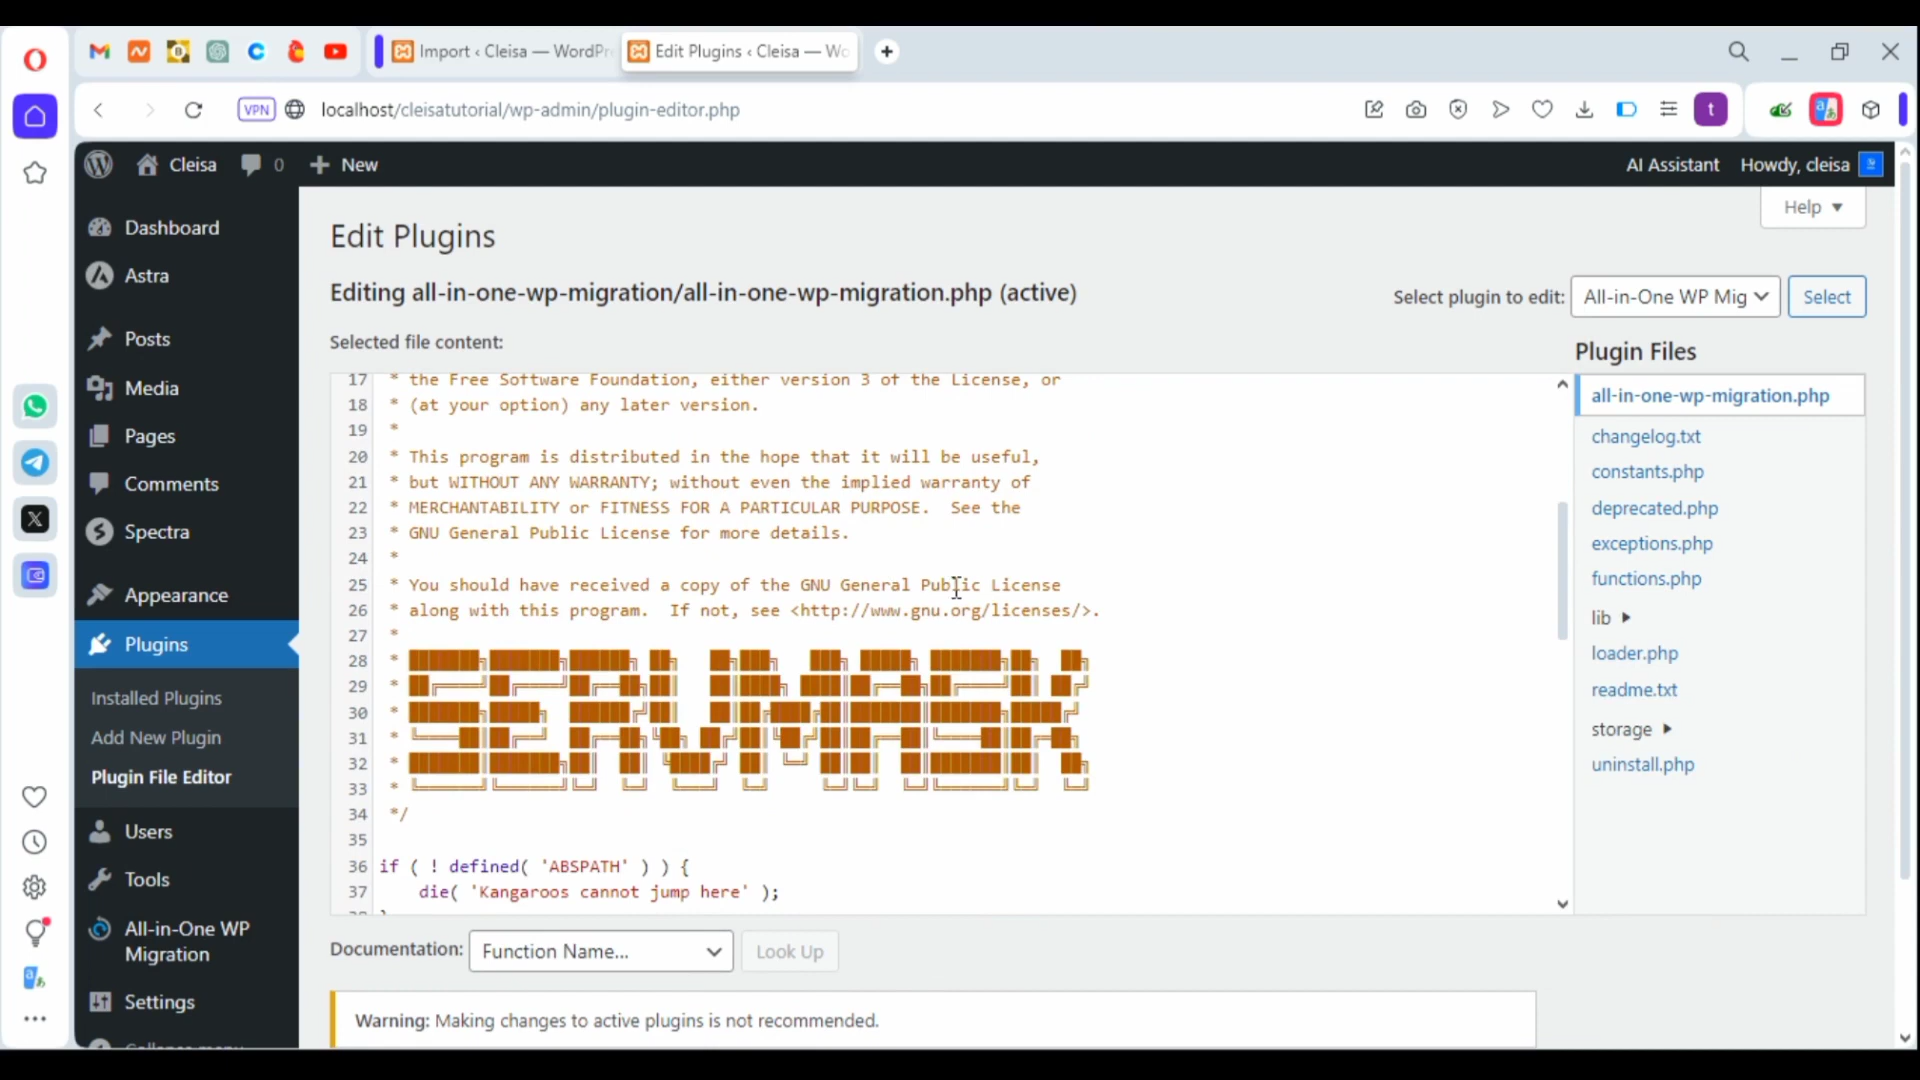 Import ‹ Cleisa — WordPre
Edit Plugins ‹ Cleisa — Wo
VPN
localhost/cleisatutorial/wp-admin/plugin-editor.php
t
Cleisa
0
New
AI Assistant
Howdy, cleisa
Dashboard
Astra
Posts
Media
Pages
Comments
Spectra
Appearance
Plugins
Installed Plugins
Add New Plugin
Plugin File Editor
Users
Tools
All-in-One WP
Migration
Settings
Collapse menu
Help
Edit Plugins
Editing all-in-one-wp-migration/all-in-one-wp-migration.php (active)
Select plugin to edit:
All-in-One WP Mig
Select
Selected file content:
17 * the Free Software Foundation, either version 3 of the License, or
18 * (at your option) any later version.
19 *
20 * This program is distributed in the hope that it will be useful,
21 * but WITHOUT ANY WARRANTY; without even the implied warranty of
22 * MERCHANTABILITY or FITNESS FOR A PARTICULAR PURPOSE.  See the
23 * GNU General Public License for more details.
24 *
25 * You should have received a copy of the GNU General Public License
26 * along with this program.  If not, see <http://www.gnu.org/licenses/>.
27 *
28 *
29 *
30 *
31 *
32 *
33 *
SERVMASK
34 */
35
36 if ( ! defined( 'ABSPATH' ) ) {
37 die( 'Kangaroos cannot jump here' );
Plugin Files
all-in-one-wp-migration.php
changelog.txt
constants.php
deprecated.php
exceptions.php
functions.php
lib
loader.php
readme.txt
storage
uninstall.php
Documentation:
Function Name...
Look Up
Warning: Making changes to active plugins is not recommended.